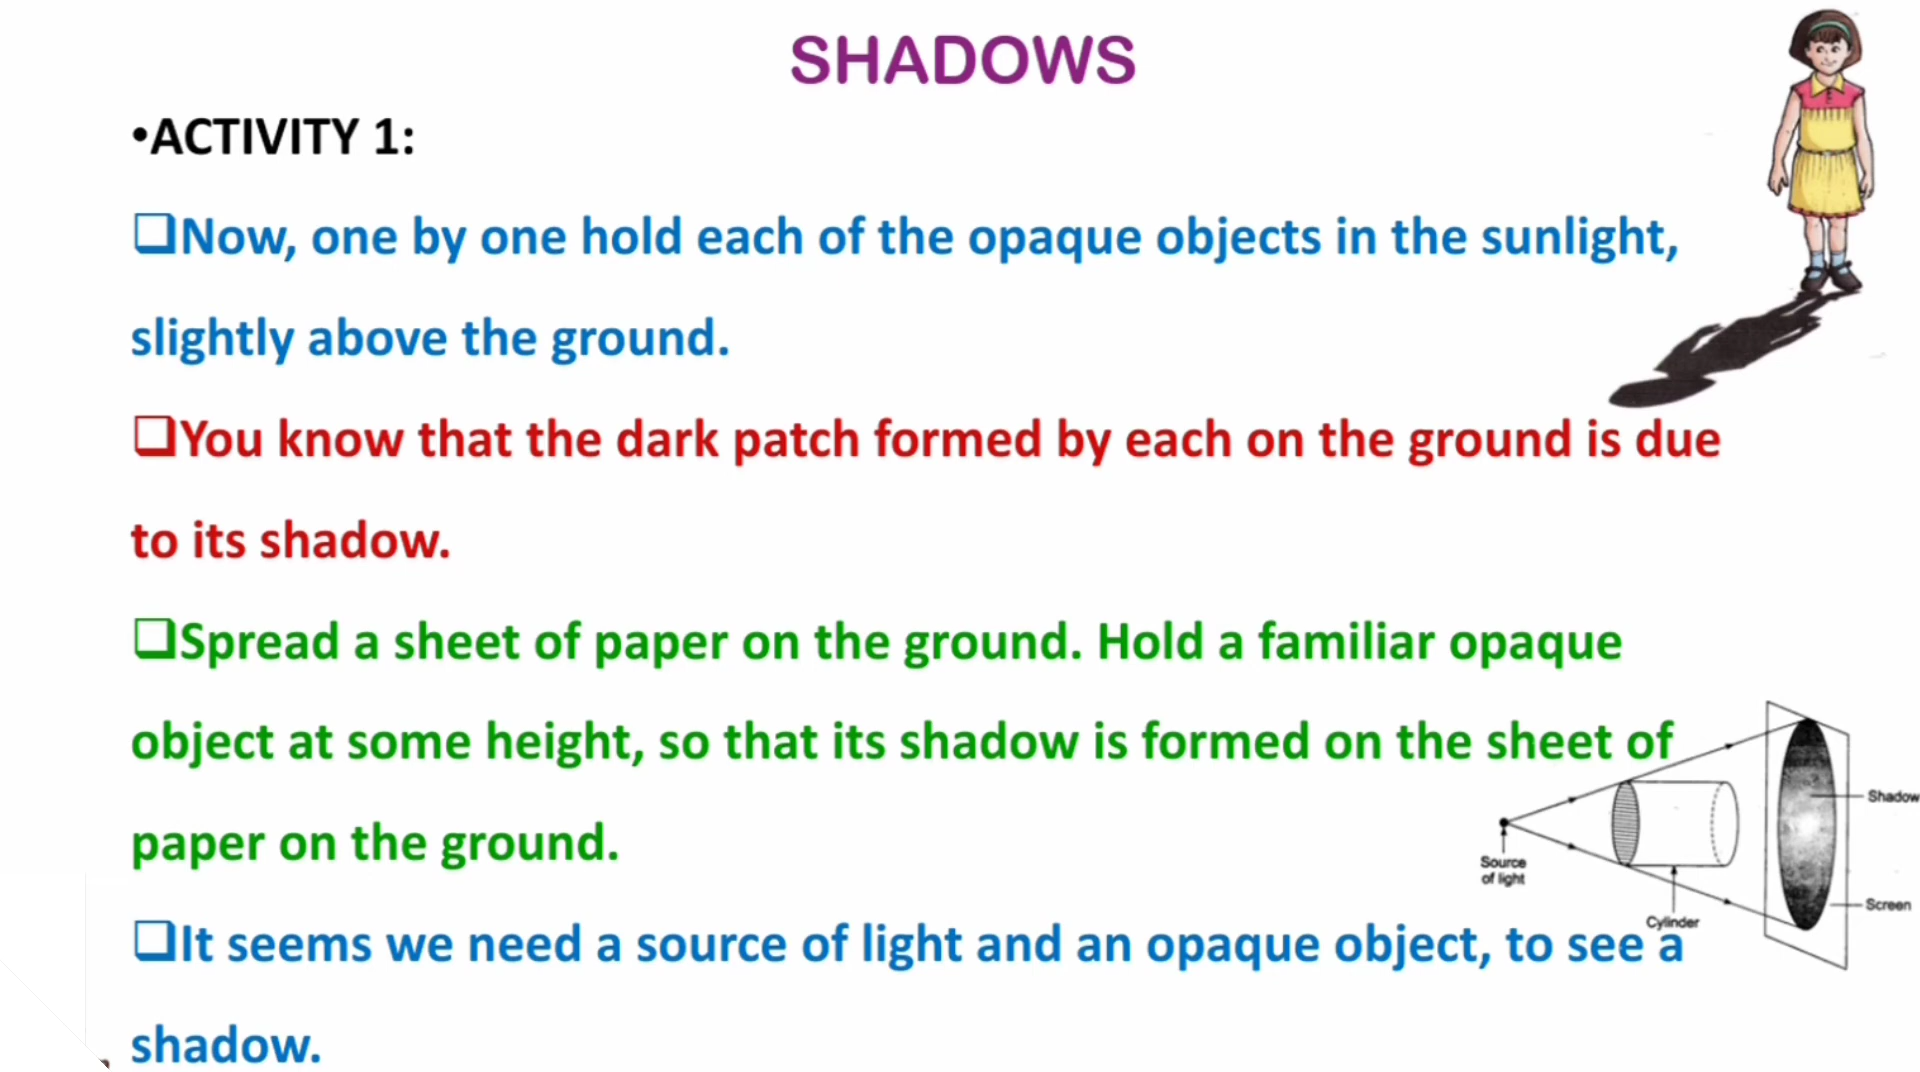 SHADOWS
•ACTIVITY 1:
❑Now, one by one hold each of the opaque objects in the sunlight,
slightly above the ground.
❑You know that the dark patch formed by each on the ground is due
to its shadow.
❑Spread a sheet of paper on the ground. Hold a familiar opaque
object at some height, so that its shadow is formed on the sheet of
paper on the ground.
❑It seems we need a source of light and an opaque object, to see a
shadow.
Source
of light
Cylinder
Shadow
Screen